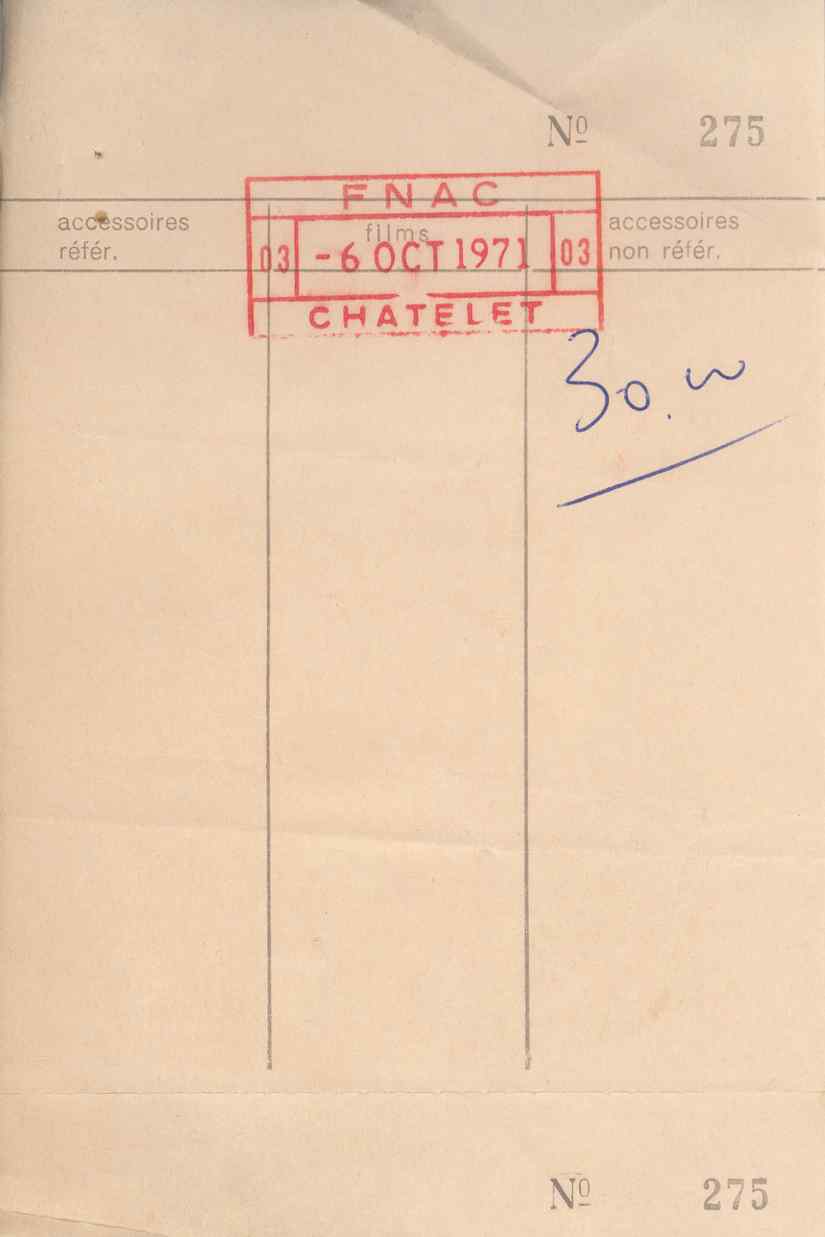 Nº 275
FNAC
accessoires
référ.
films
accessoires
non référ.
03 -6 OCT 1971 03
CHATELET
30.00
Nº 275